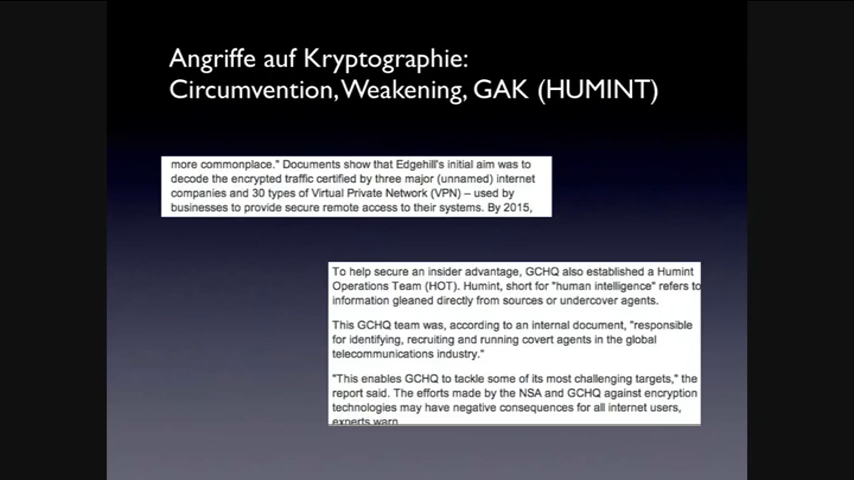 Angriffe auf Kryptographie:
Circumvention, Weakening, GAK (HUMINT)
more commonplace." Documents show that Edgehill's initial aim was to
decode the encrypted traffic certified by three major (unnamed) internet
companies and 30 types of Virtual Private Network (VPN) – used by
businesses to provide secure remote access to their systems. By 2015,
To help secure an insider advantage, GCHQ also established a Humint
Operations Team (HOT). Humint, short for "human intelligence" refers to
information gleaned directly from sources or undercover agents.
This GCHQ team was, according to an internal document, "responsible
for identifying, recruiting and running covert agents in the global
telecommunications industry."
"This enables GCHQ to tackle some of its most challenging targets," the
report said. The efforts made by the NSA and GCHQ against encryption
technologies may have negative consequences for all internet users,
experts warn